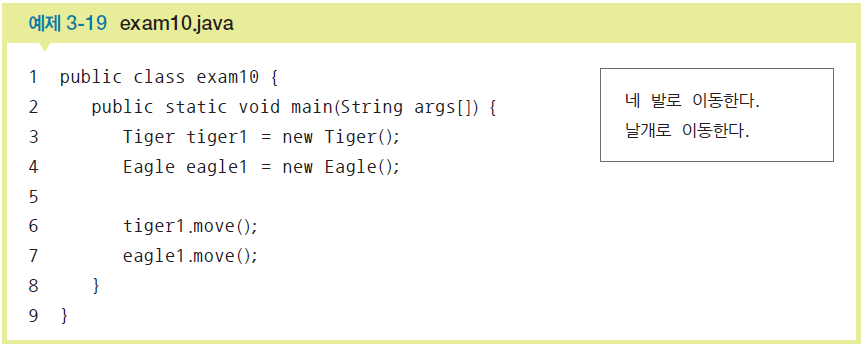 예제 3-19 exam10.java
1 public class exam10 {
2 public static void main(String args[]) {
3 Tiger tiger1 = new Tiger();
4 Eagle eagle1 = new Eagle();
5
6 tiger1.move();
7 eagle1.move();
8 }
9 }
네 발로 이동한다.
날개로 이동한다.